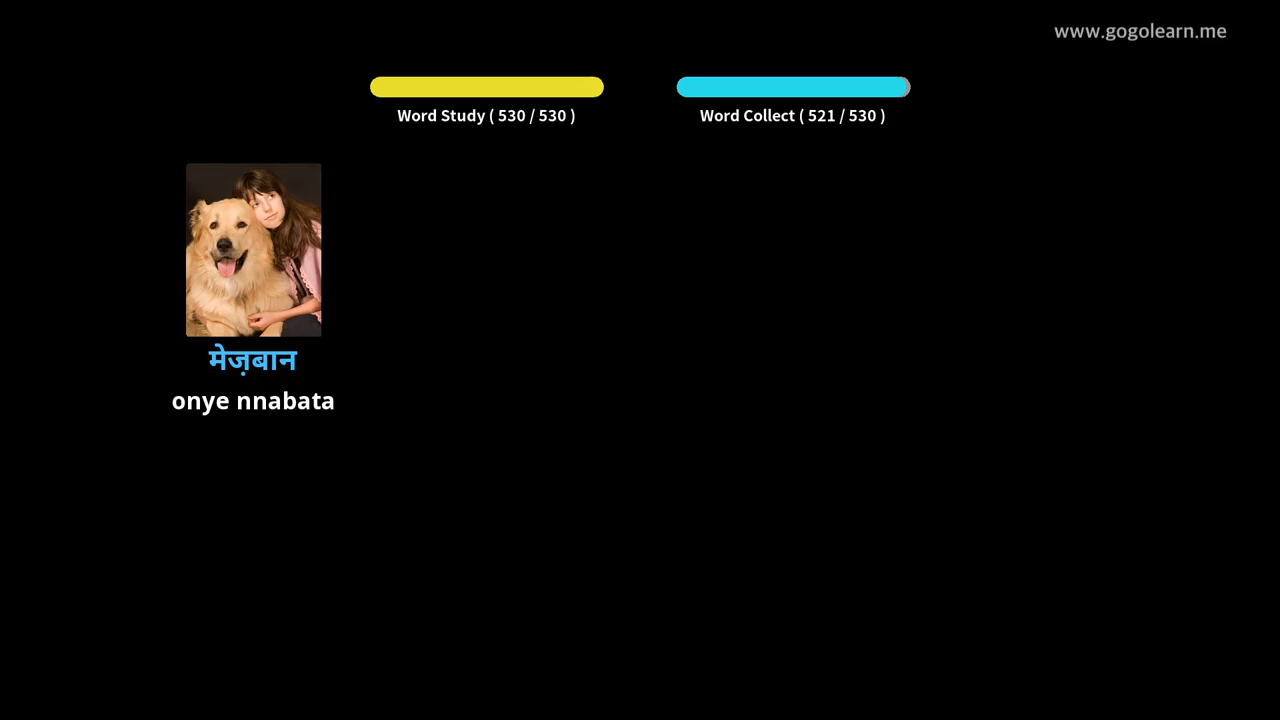 www.gogolearn.me
Word Study ( 530 / 530 )
Word Collect ( 521 / 530 )
मेज़बान
onye nnabata